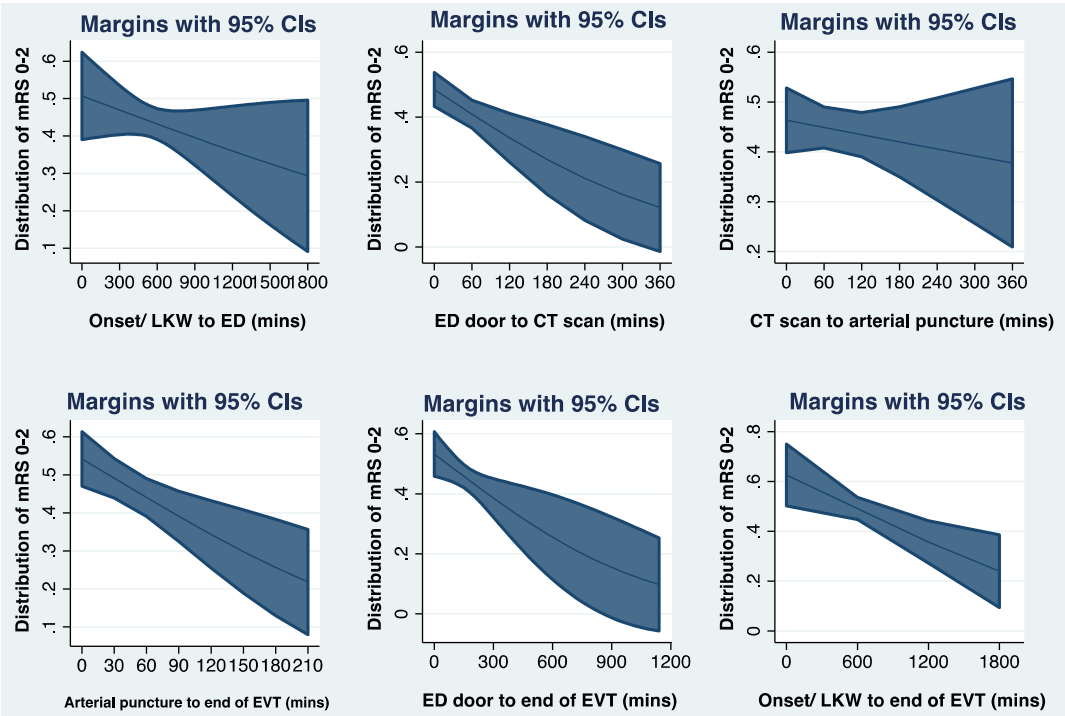 Margins with 95% CIs
Distribution of mRS 0-2
.6
.5
.4
.3
.2
.1
0 300 600 900 1200 1500 1800
Onset/ LKW to ED (mins)
Margins with 95% CIs
Distribution of mRS 0-2
.6
.4
.2
0
0 60 120 180 240 300 360
ED door to CT scan (mins)
Margins with 95% CIs
Distribution of mRS 0-2
.6
.5
.4
.2
0 60 120 180 240 300 360
CT scan to arterial puncture (mins)
Margins with 95% CIs
Distribution of mRS 0-2
.6
.5
.4
.3
.2
.1
0 30 60 90 120 150 180 210
Arterial puncture to end of EVT (mins)
Margins with 95% CIs
Distribution of mRS 0-2
.6
.4
.2
0
0 300 600 900 1200
ED door to end of EVT (mins)
Margins with 95% CIs
Distribution of mRS 0-2
.8
.6
.4
.2
0
0 600 1200 1800
Onset/ LKW to end of EVT (mins)